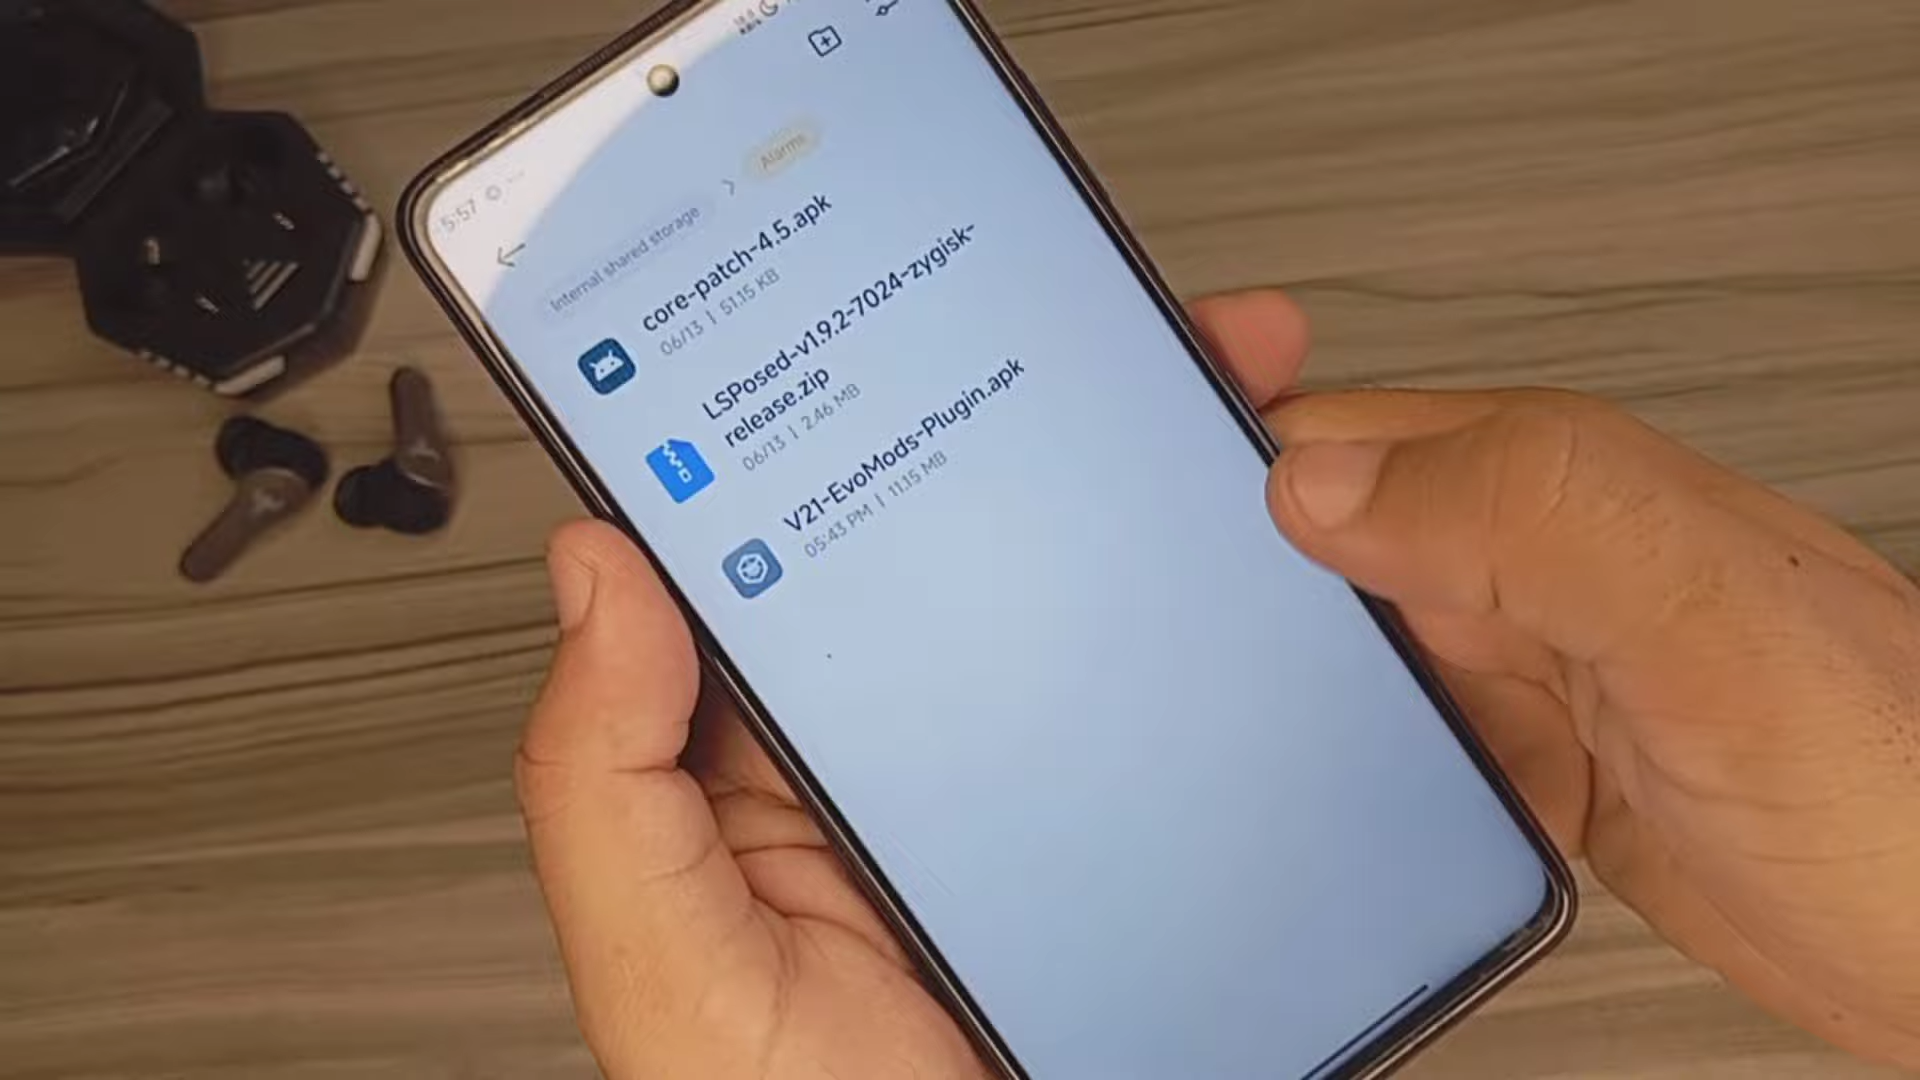 5:57
Internal shared storage
Alarms
core-patch-4.5.apk
06/13 | 51.15 KB
LSPosed-v1.9.2-7024-zygisk-
release.zip
06/13 | 2.46 MB
V21-EvoMods-Plugin.apk
05:43 PM | 11.15 MB